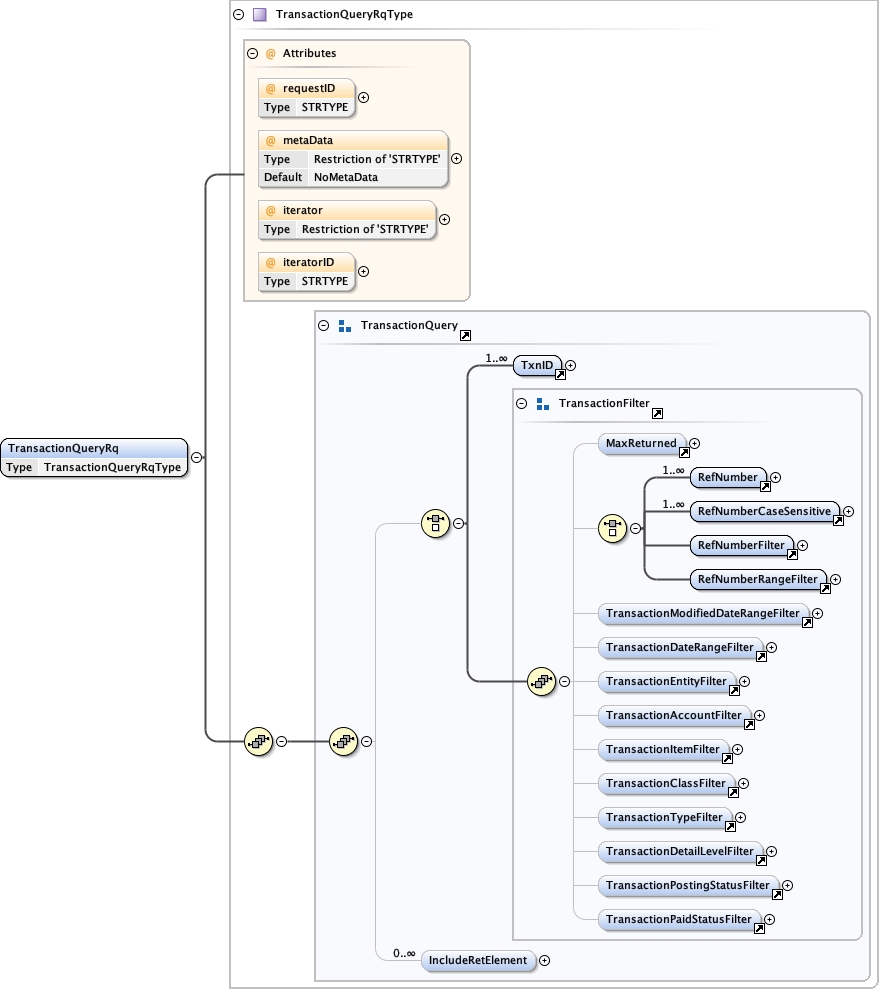 TransactionQueryRqType
@ Attributes
@ requestID
Type STRTYPE
@ metaData
Type Restriction of 'STRTYPE'
Default NoMetaData
@ iterator
Type Restriction of 'STRTYPE'
@ iteratorID
Type STRTYPE
TransactionQuery
1..∞ TxnID
TransactionFilter
TransactionQueryRq
Type TransactionQueryRqType
MaxReturned
1..∞ RefNumber
1..∞ RefNumberCaseSensitive
RefNumberFilter
RefNumberRangeFilter
TransactionModifiedDateRangeFilter
TransactionDateRangeFilter
TransactionEntityFilter
TransactionAccountFilter
TransactionItemFilter
TransactionClassFilter
TransactionTypeFilter
TransactionDetailLevelFilter
TransactionPostingStatusFilter
TransactionPaidStatusFilter
0..∞ IncludeRetElement